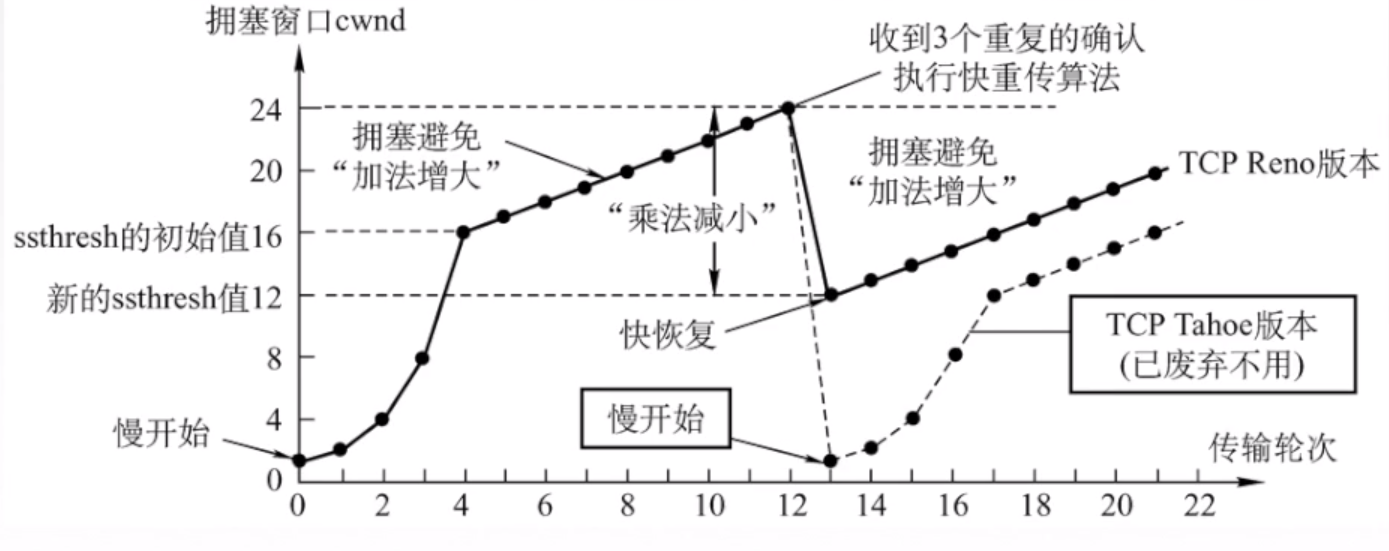 拥塞窗口cwnd
收到3个重复的确认
执行快重传算法
24
拥塞避免
“加法增大”
拥塞避免
“加法增大”
20
TCP Reno版本
“乘法减小”
ssthresh的初始值16
新的ssthresh值12
快恢复
TCP Tahoe版本
(已废弃不用)
8
4
慢开始
慢开始
传输轮次
0
0 2 4 6 8 10 12 14 16 18 20 22